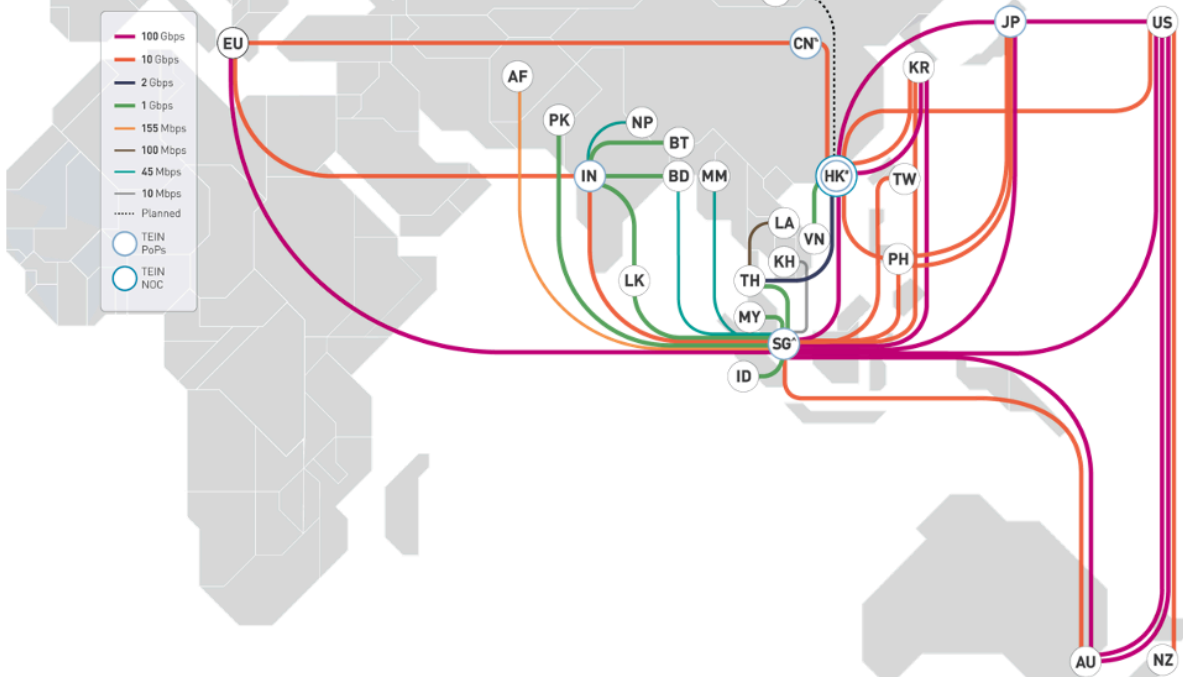 100 Gbps
10 Gbps
2 Gbps
1 Gbps
155 Mbps
100 Mbps
45 Mbps
10 Mbps
Planned
TEIN
PoPs
TEIN
NOC
EU
CN
JP
US
AF
KR
PK
NP
BT
IN
BD
MM
HK
TW
LA
VN
KH
PH
LK
TH
MY
SG^
ID
AU
NZ